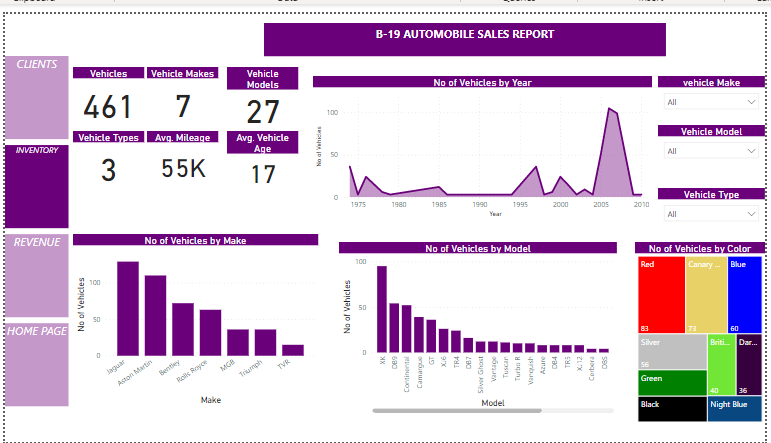 B-19 AUTOMOBILE SALES REPORT
CLIENTS
INVENTORY
REVENUE
HOME PAGE
Vehicles
461
Vehicle Makes
7
Vehicle
Models
27
Vehicle Types
3
Avg. Mileage
55K
Avg. Vehicle
Age
17
No of Vehicles by Year
No of Vehicles
100
50
0
1975 1980 1985 1990 1995 2000 2005 2010
Year
vehicle Make
All
Vehicle Model
All
Vehicle Type
All
No of Vehicles by Make
No of Vehicles
100
50
0
Jaguar
Aston Martin
Bentley
Rolls Royce
MGB
Triumph
TVR
Make
No of Vehicles by Model
No of Vehicles
100
50
0
XK
DB9
Continental
Camargue
GT
XJ6
TR4
DB7
Silver Ghost
Vantage
Tuscan
Turbo R
Vanquish
Azure
DB4
TR3
XJ12
Cerbera
DB5
Model
No of Vehicles by Color
Red
83
Canary ...
73
Blue
60
Silver
56
Green
Briti...
40
Dar...
36
Black
Night Blue